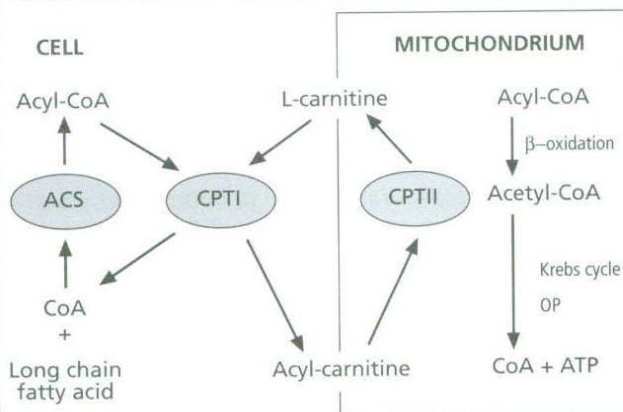 CELL
MITOCHONDRIUM
Acyl-CoA
L-carnitine
Acyl-CoA
β–oxidation
ACS
CPTI
CPTII
Acetyl-CoA
Krebs cycle
OP
CoA
+
Long chain
fatty acid
Acyl-carnitine
CoA + ATP